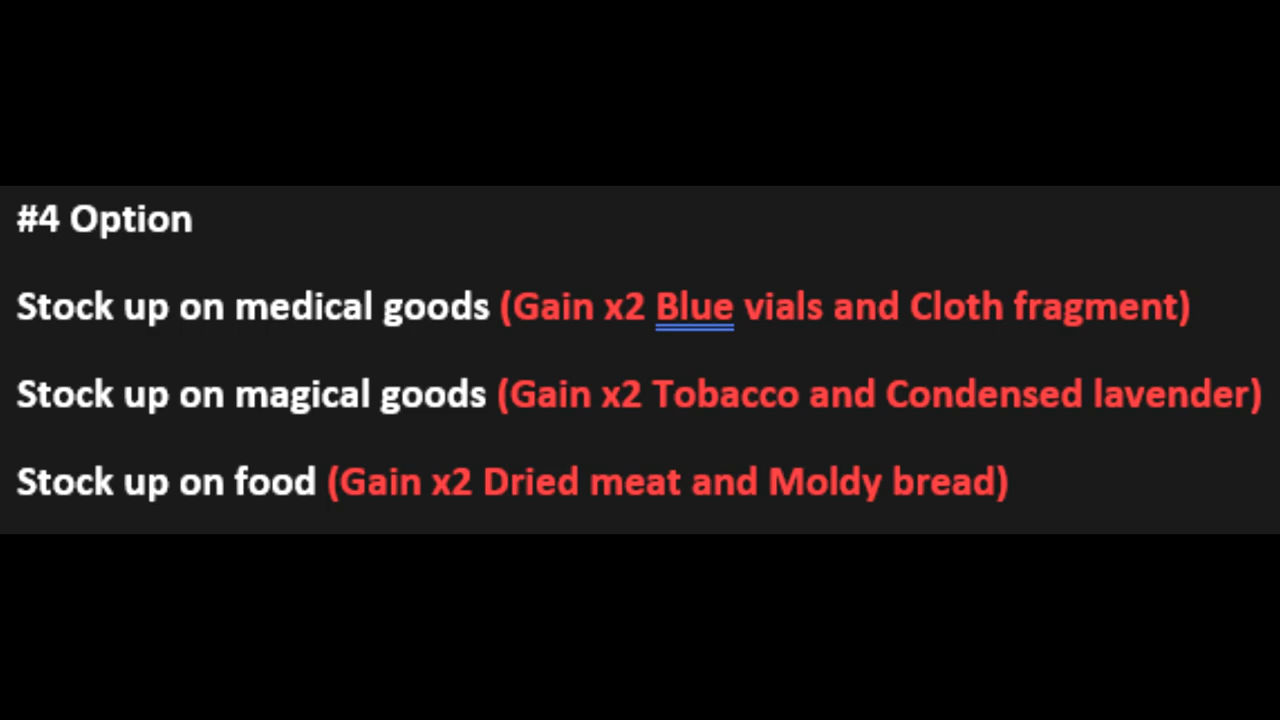 #4 Option
Stock up on medical goods (Gain x2 Blue vials and Cloth fragment)
Stock up on magical goods (Gain x2 Tobacco and Condensed lavender)
Stock up on food (Gain x2 Dried meat and Moldy bread)